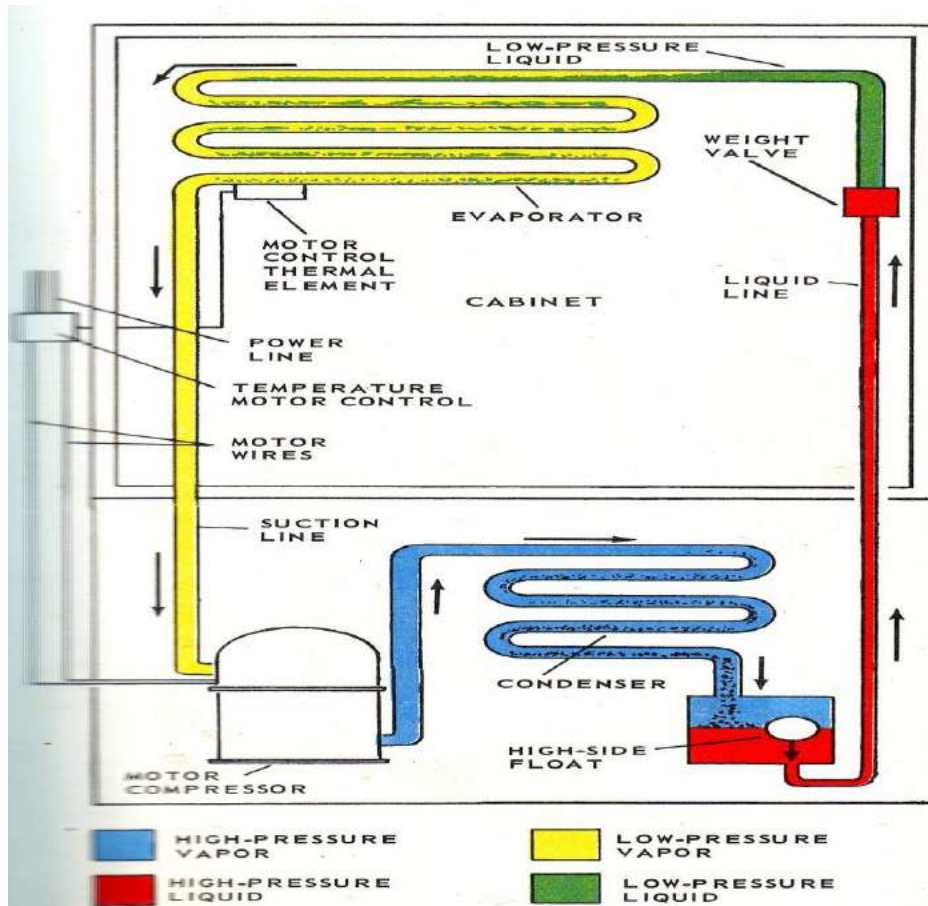 LOW-PRESSURE
LIQUID
WEIGHT
VALVE
EVAPORATOR
MOTOR
CONTROL
THERMAL
ELEMENT
CABINET
LIQUID
LINE
POWER
LINE
TEMPERATURE
MOTOR CONTROL
MOTOR
WIRES
SUCTION
LINE
CONDENSER
HIGH-SIDE
FLOAT
MOTOR
COMPRESSOR
HIGH-PRESSURE
VAPOR
LOW-PRESSURE
VAPOR
HIGH-PRESSURE
LIQUID
LOW-PRESSURE
LIQUID